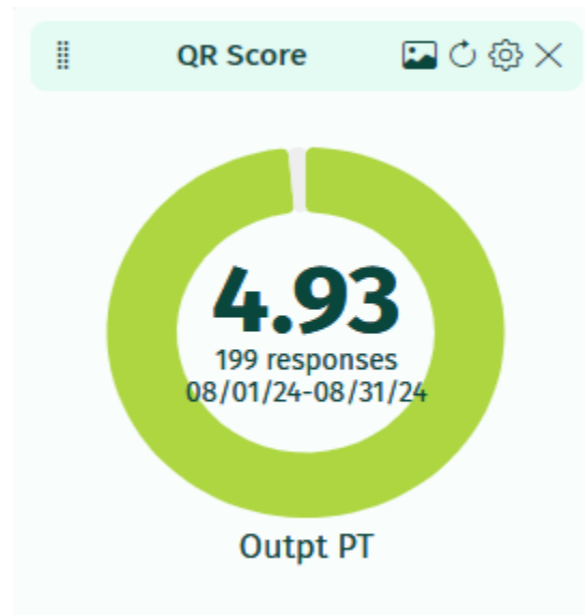 QR Score
4.93
199 responses
08/01/24-08/31/24
Outpt PT